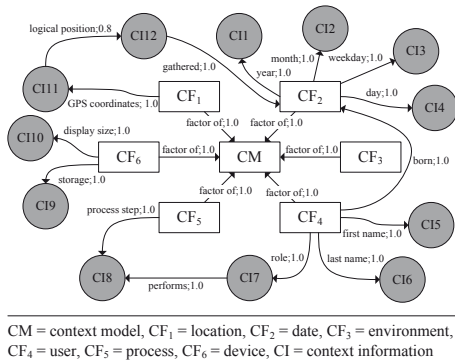 logical position;0.8
CI12
CI1
CI2
weekday;1.0
CI3
month;1.0
gathered;1.0
year;1.0
CI11
GPS coordinates; 1.0
CF1
CF2
day;1.0
CI4
factor of;1.0
factor of;1.0
CI10
display size;1.0
CF6
factor of;1.0
CM
factor of;1.0
CF3
born;1.0
storage;1.0
CI9
factor of;1.0
factor of;1.0
process step;1.0
CF5
CF4
first name;1.0
CI5
role;1.0
last name;1.0
CI8
performs;1.0
CI7
CI6
CM = context model, CF1 = location, CF2 = date, CF3 = environment,
CF4 = user, CF5 = process, CF6 = device, CI = context information